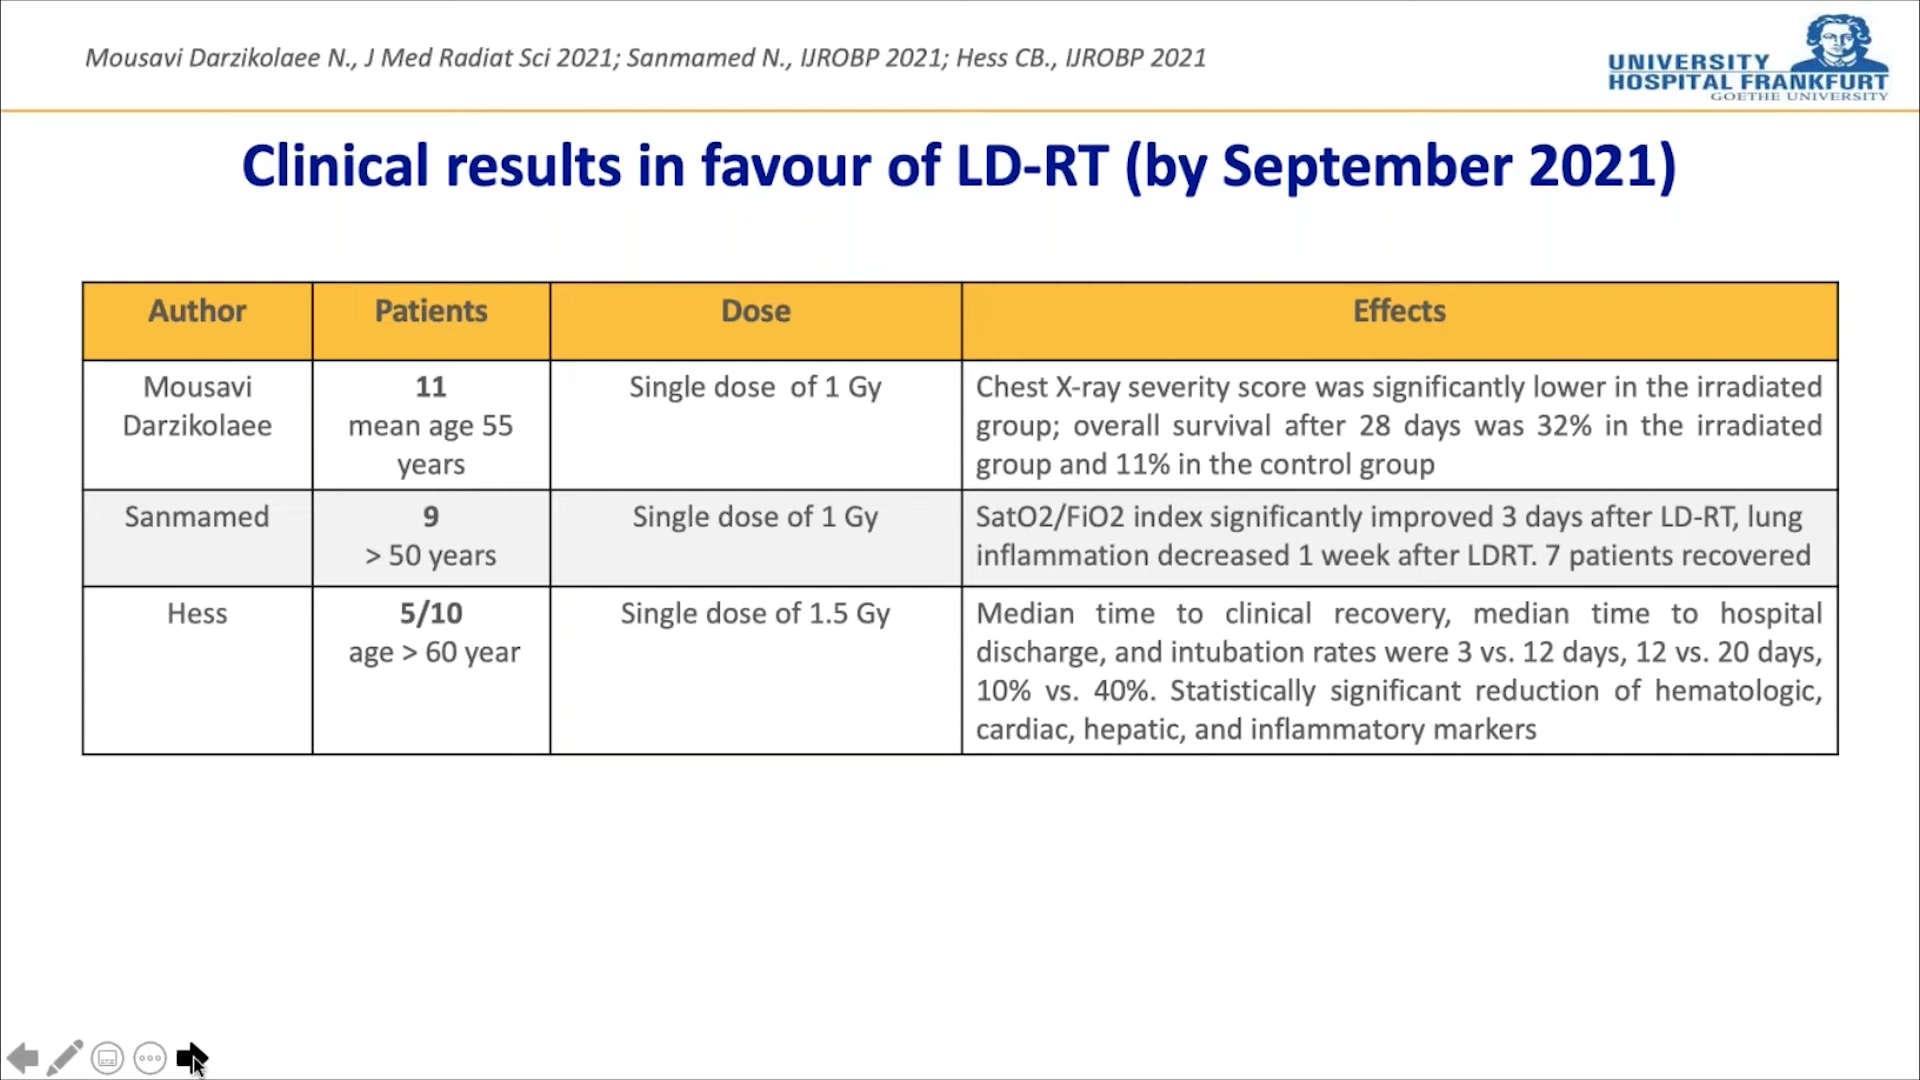 Mousavi Darzikolaee N., J Med Radiat Sci 2021; Sanmamed N., IJROBP 2021; Hess CB., IJROBP 2021
UNIVERSITY
HOSPITAL FRANKFURT
GOETHE UNIVERSITY
Clinical results in favour of LD-RT (by September 2021)
Author Patients Dose Effects
Mousavi
Darzikolaee
11
mean age 55
years
Single dose of 1 Gy
Chest X-ray severity score was significantly lower in the irradiated
group; overall survival after 28 days was 32% in the irradiated
group and 11% in the control group
Sanmamed
9
> 50 years
Single dose of 1 Gy
SatO2/FiO2 index significantly improved 3 days after LD-RT, lung
inflammation decreased 1 week after LDRT. 7 patients recovered
Hess
5/10
age > 60 year
Single dose of 1.5 Gy
Median time to clinical recovery, median time to hospital
discharge, and intubation rates were 3 vs. 12 days, 12 vs. 20 days,
10% vs. 40%. Statistically significant reduction of hematologic,
cardiac, hepatic, and inflammatory markers